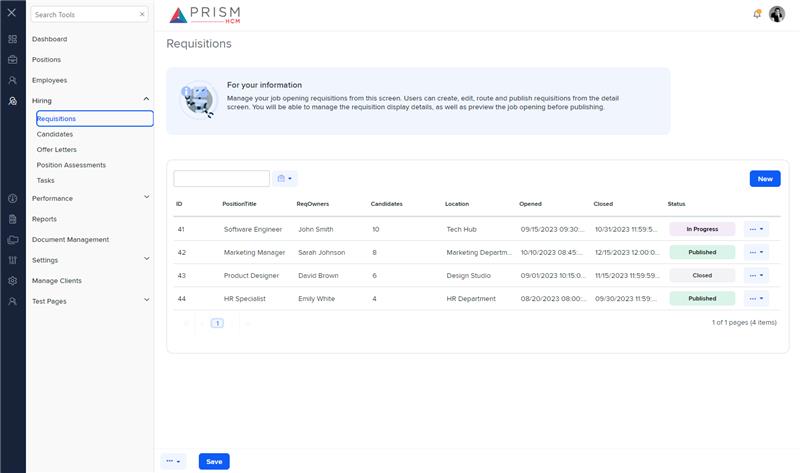 Search Tools
PRISM
HCM
Dashboard
Positions
Employees
Hiring
Requisitions
Candidates
Offer Letters
Position Assessments
Tasks
Performance
Reports
Document Management
Settings
Manage Clients
Test Pages
Requisitions
For your information
Manage your job opening requisitions from this screen. Users can create, edit, route and publish requisitions from the detail
screen. You will be able to manage the requisition display details, as well as preview the job opening before publishing.
New
ID PositionTitle ReqOwners Candidates Location Opened Closed Status
41 Software Engineer John Smith 10 Tech Hub 09/15/2023 09:30:... 10/31/2023 11:59:5... In Progress ...
42 Marketing Manager Sarah Johnson 8 Marketing Departm... 10/10/2023 08:45:... 12/15/2023 12:00:0... Published ...
43 Product Designer David Brown 6 Design Studio 09/01/2023 10:15:0... 11/15/2023 11:59:59... Closed ...
44 HR Specialist Emily White 4 HR Department 08/20/2023 08:00:... 09/30/2023 11:59:... Published ...
1
1 of 1 pages (4 items)
... Save